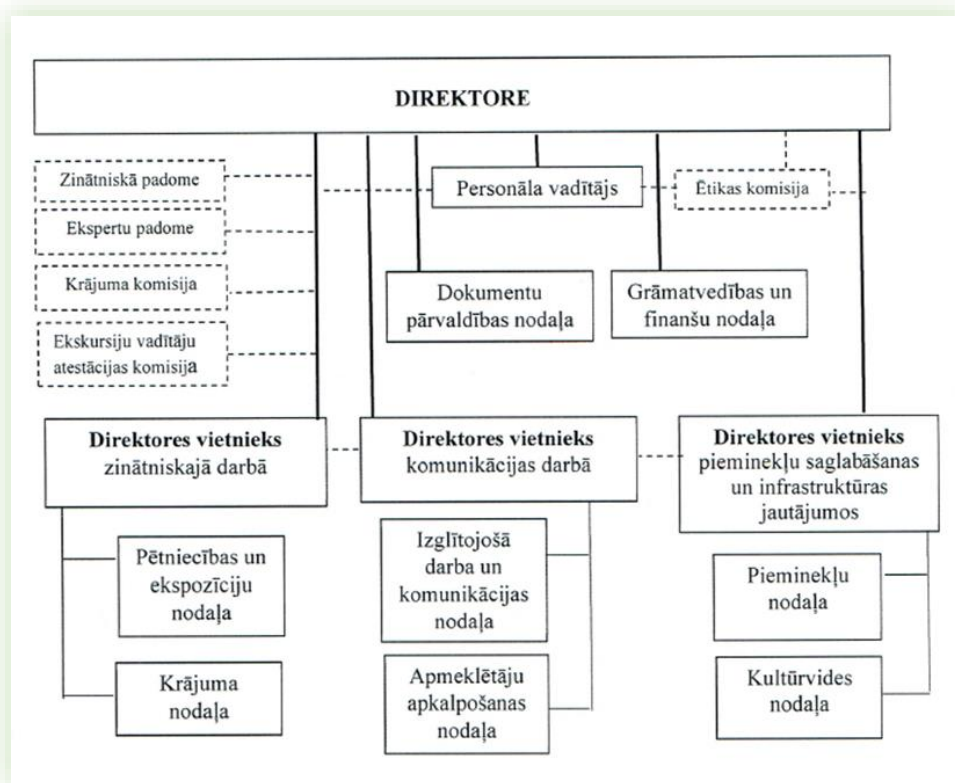 DIREKTORE
Zinātniskā padome
Personāla vadītājs
Ētikas komisija
Ekspertu padome
Krājuma komisija
Dokumentu
pārvaldības nodaļa
Grāmatvedības un
finanšu nodaļa
Ekskursiju vadītāju
atestācijas komisija
Direktores vietnieks
zinātniskajā darbā
Direktores vietnieks
komunikācijas darbā
Direktores vietnieks
pieminekļu saglabāšanas
un infrastruktūras
jautājumos
Pētniecības un
ekspozīciju
nodaļa
Izglītojošā
darba un
komunikācijas
nodaļa
Pieminekļu
nodaļa
Krājuma
nodaļa
Apmeklētāju
apkalpošanas
nodaļa
Kultūrvides
nodaļa